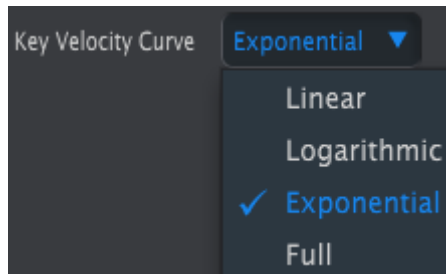 Key Velocity Curve Exponential
Linear
Logarithmic
Exponential
Full